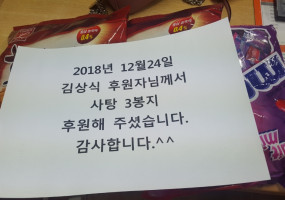 2018년 12월24일
김상식 후원자님께서
사탕 3봉지
후원해 주셨습니다.
감사합니다.^^